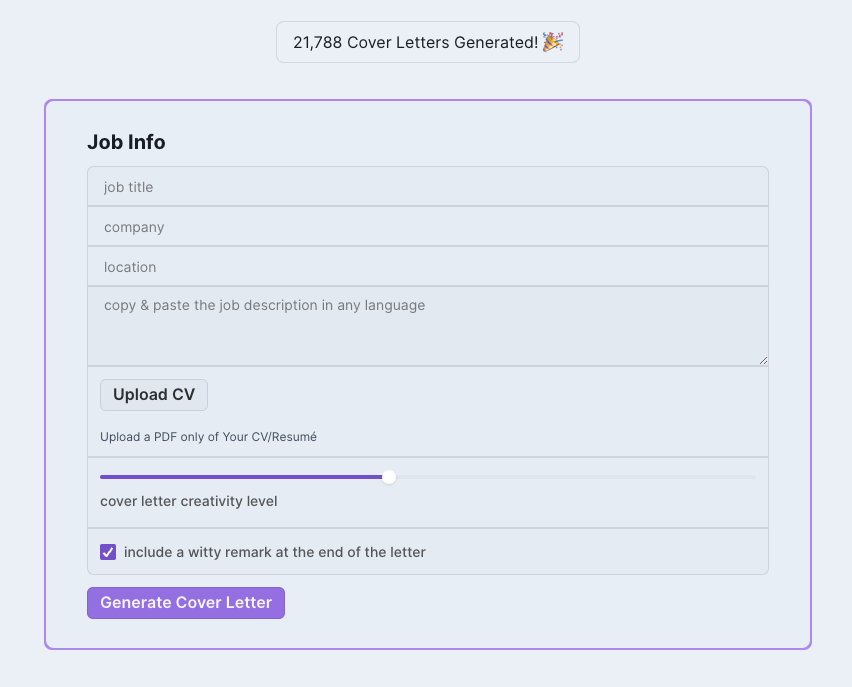 21,788 Cover Letters Generated! 🎉
Job Info
job title
company
location
copy & paste the job description in any language
Upload CV
Upload a PDF only of Your CV/Resumé
cover letter creativity level
include a witty remark at the end of the letter
Generate Cover Letter